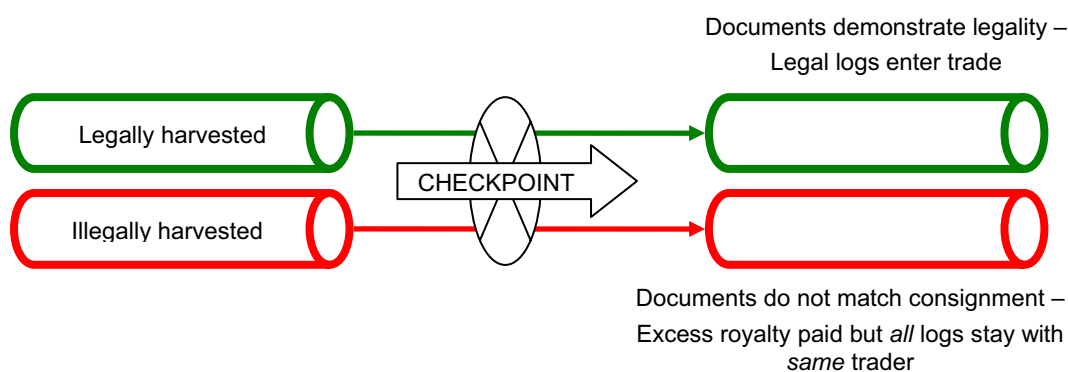 Documents demonstrate legality –
Legal logs enter trade
Legally harvested
CHECKPOINT
Illegally harvested
Documents do not match consignment –
Excess royalty paid but all logs stay with
same trader